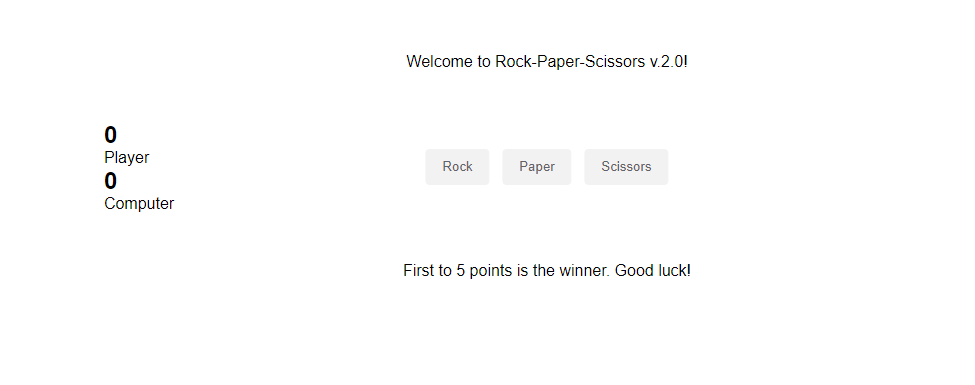 Welcome to Rock-Paper-Scissors v.2.0!
0
Player
0
Computer
Rock Paper Scissors
First to 5 points is the winner. Good luck!